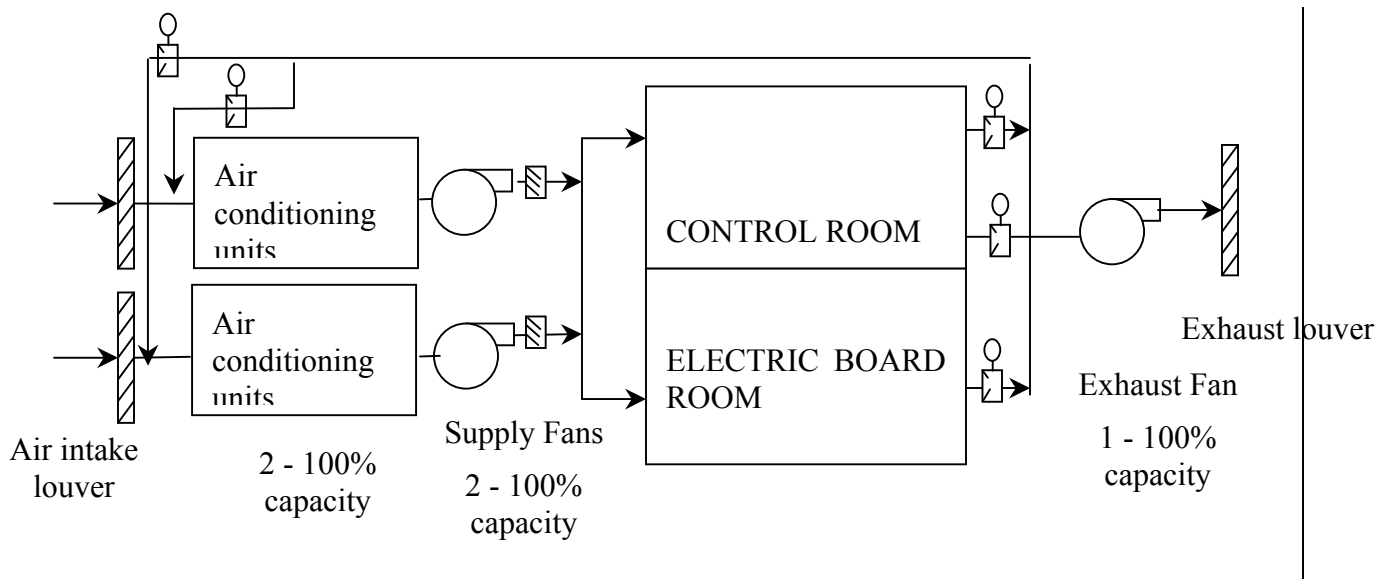 Air
conditioning
units
Air
conditioning
units
CONTROL ROOM
ELECTRIC BOARD
ROOM
Air intake
louver
2 - 100%
capacity
Supply Fans
2 - 100%
capacity
Exhaust louver
Exhaust Fan
1 - 100%
capacity